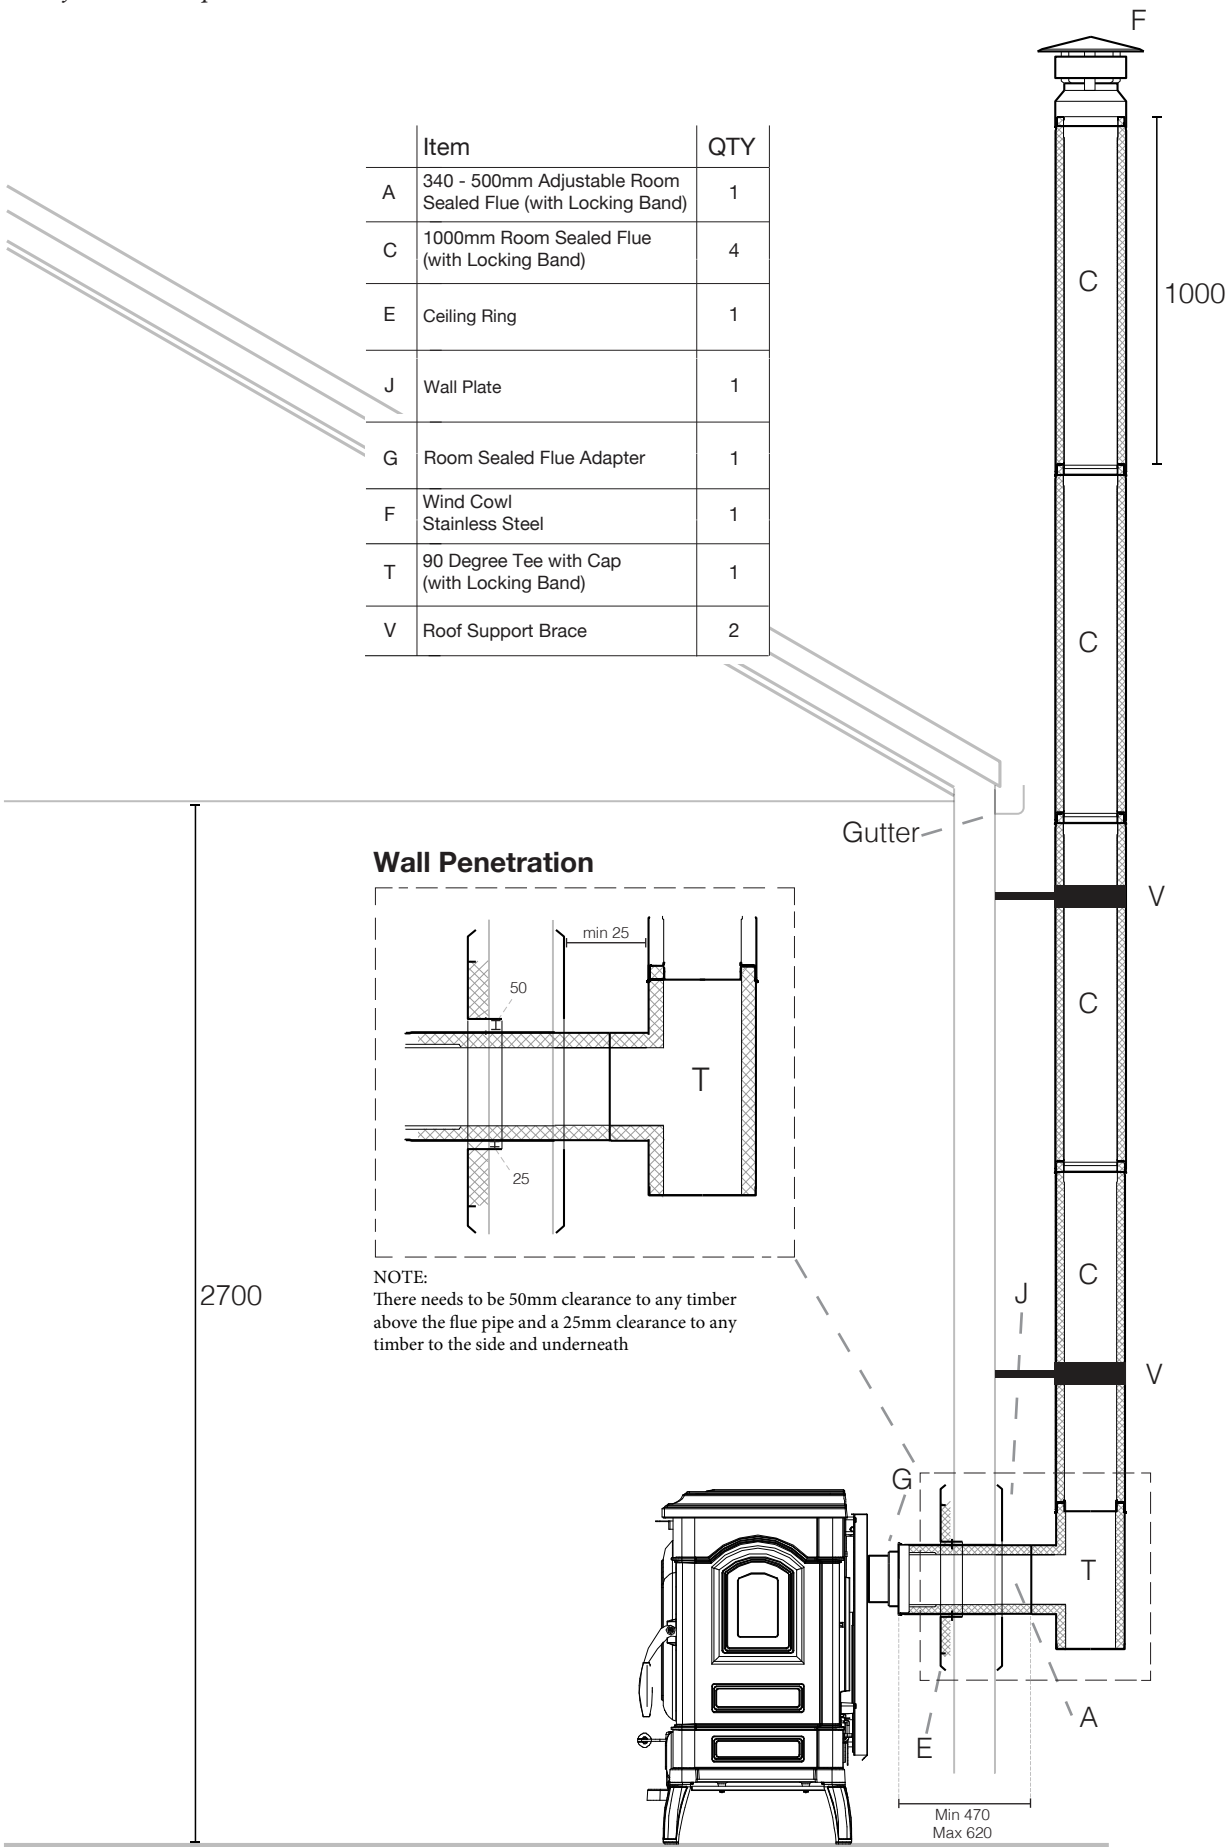 F
Item QTY
A 340 - 500mm Adjustable Room
Sealed Flue (with Locking Band) 1
C 1000mm Room Sealed Flue
(with Locking Band) 4
E Ceiling Ring 1
J Wall Plate 1
G Room Sealed Flue Adapter 1
F Wind Cowl
Stainless Steel 1
T 90 Degree Tee with Cap
(with Locking Band) 1
V Roof Support Brace 2
C
1000
C
Gutter
Wall Penetration
V
min 25
50
C
T
25
NOTE:
There needs to be 50mm clearance to any timber
above the flue pipe and a 25mm clearance to any
timber to the side and underneath
2700
C
J
V
G
T
A
E
Min 470
Max 620